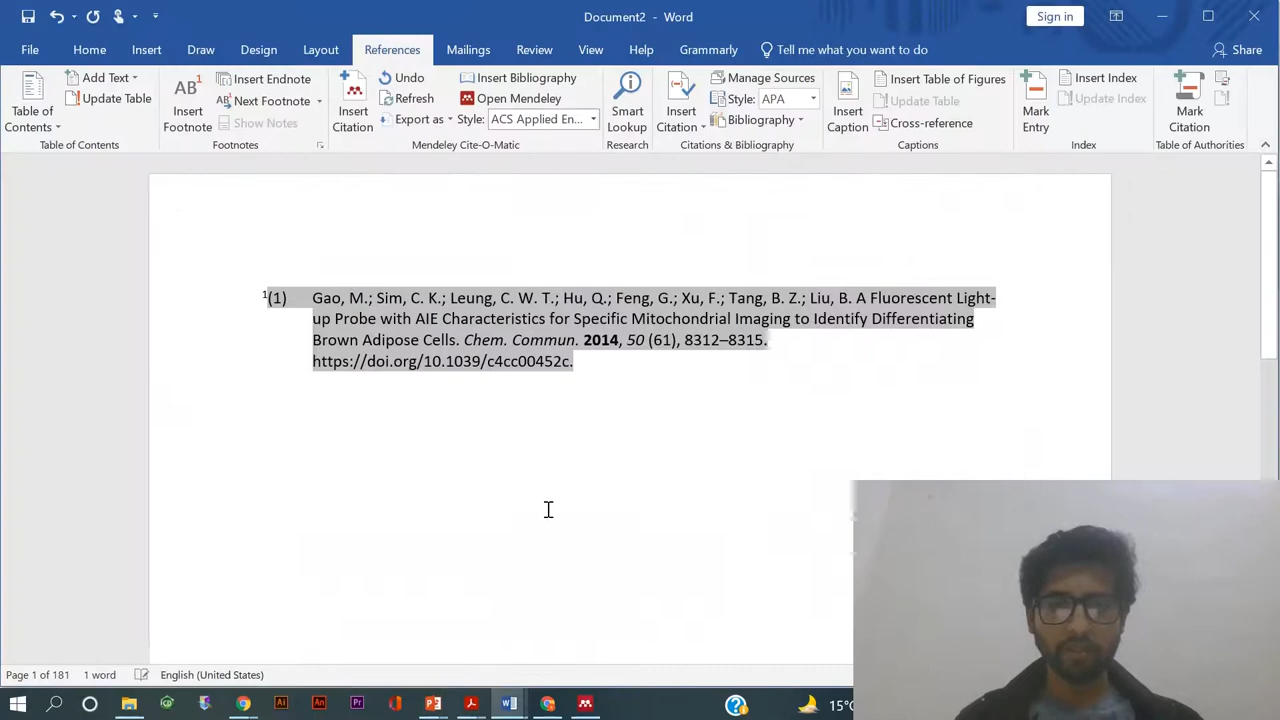 Document2 - Word
Sign in
File Home Insert Draw Design Layout References Mailings Review View Help Grammarly Tell me what you want to do Share
Table of Contents
Add Text
Update Table
Table of Contents
AB1 Insert Footnote
Insert Endnote
Next Footnote
Show Notes
Footnotes
Insert Citation
Undo
Refresh
Export as
Insert Bibliography
Open Mendeley
Style: ACS Applied En...
Mendeley Cite-O-Matic
Smart Lookup
Research
Insert Citation
Manage Sources
Style: APA
Bibliography
Citations & Bibliography
Insert Caption
Insert Table of Figures
Update Table
Cross-reference
Captions
Mark Entry
Insert Index
Update Index
Index
Mark Citation
Table of Authorities
1(1) Gao, M.; Sim, C. K.; Leung, C. W. T.; Hu, Q.; Feng, G.; Xu, F.; Tang, B. Z.; Liu, B. A Fluorescent Light-
up Probe with AIE Characteristics for Specific Mitochondrial Imaging to Identify Differentiating
Brown Adipose Cells. Chem. Commun. 2014, 50 (61), 8312–8315.
https://doi.org/10.1039/c4cc00452c.
Page 1 of 181 1 word English (United States)
Ai An Pr 15°C